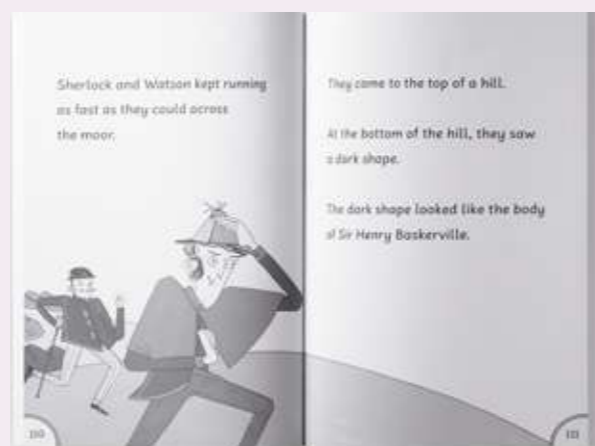 Sherlock and Watson kept running
as fast as they could across
the moor.
They came to the top of a hill.
At the bottom of the hill, they saw
a dark shape.
The dark shape looked like the body
of Sir Henry Baskerville.
110
111